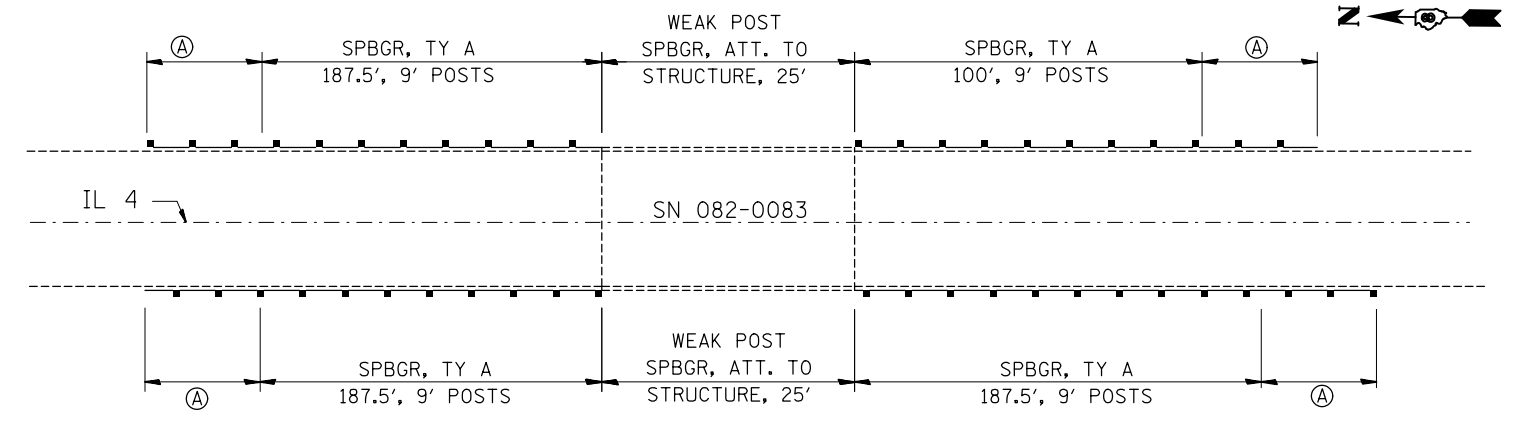 WEAK POST
SPBGR, ATT. TO
STRUCTURE, 25'
SPBGR, TY A
187.5', 9' POSTS
SPBGR, TY A
100', 9' POSTS
A
A
N
IL 4
SN 082-0083
WEAK POST
SPBGR, ATT. TO
STRUCTURE, 25'
SPBGR, TY A
187.5', 9' POSTS
SPBGR, TY A
187.5', 9' POSTS
A
A